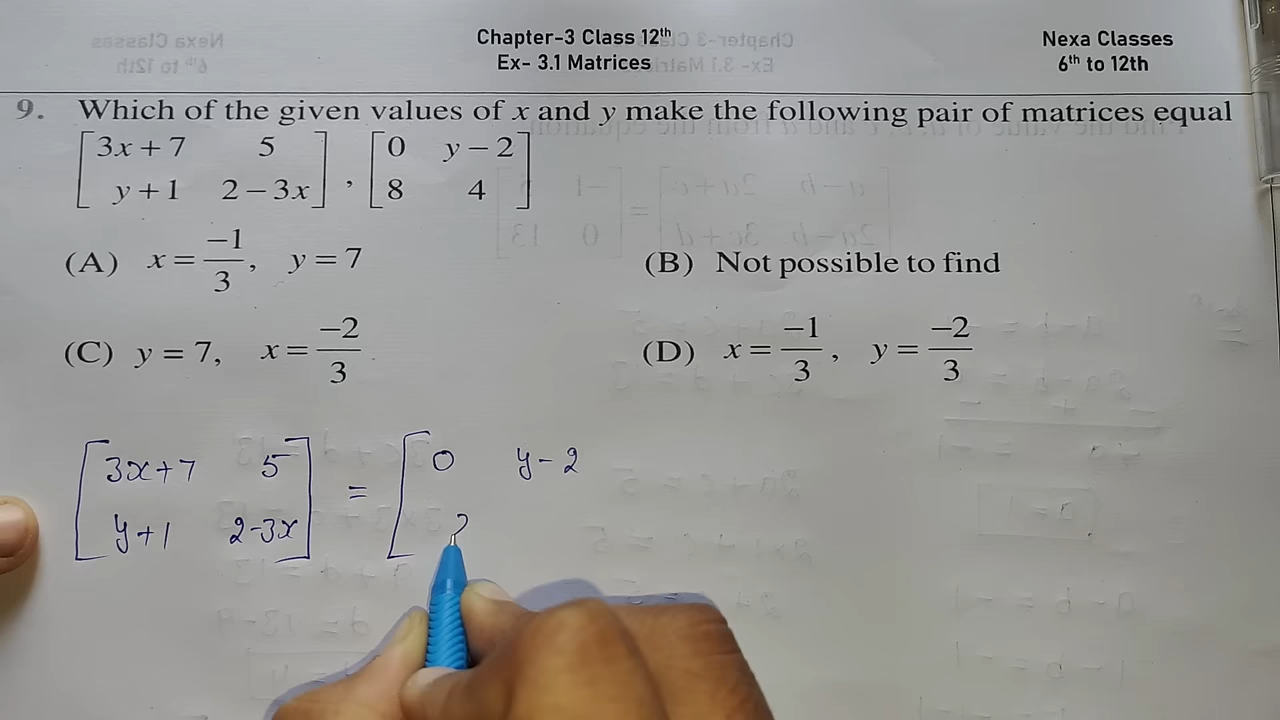 Chapter-3 Class 12th
Ex- 3.1 Matrices
Nexa Classes
6th to 12th
9. Which of the given values of x and y make the following pair of matrices equal
[3x + 7 5] , [0 y – 2]
[y + 1 2 – 3x] [8 4]
(A) x = –1/3, y = 7
(B) Not possible to find
(C) y = 7, x = –2/3
(D) x = –1/3, y = –2/3
[3x+7 5] = [0 y-2
[y+1 2-3x] [